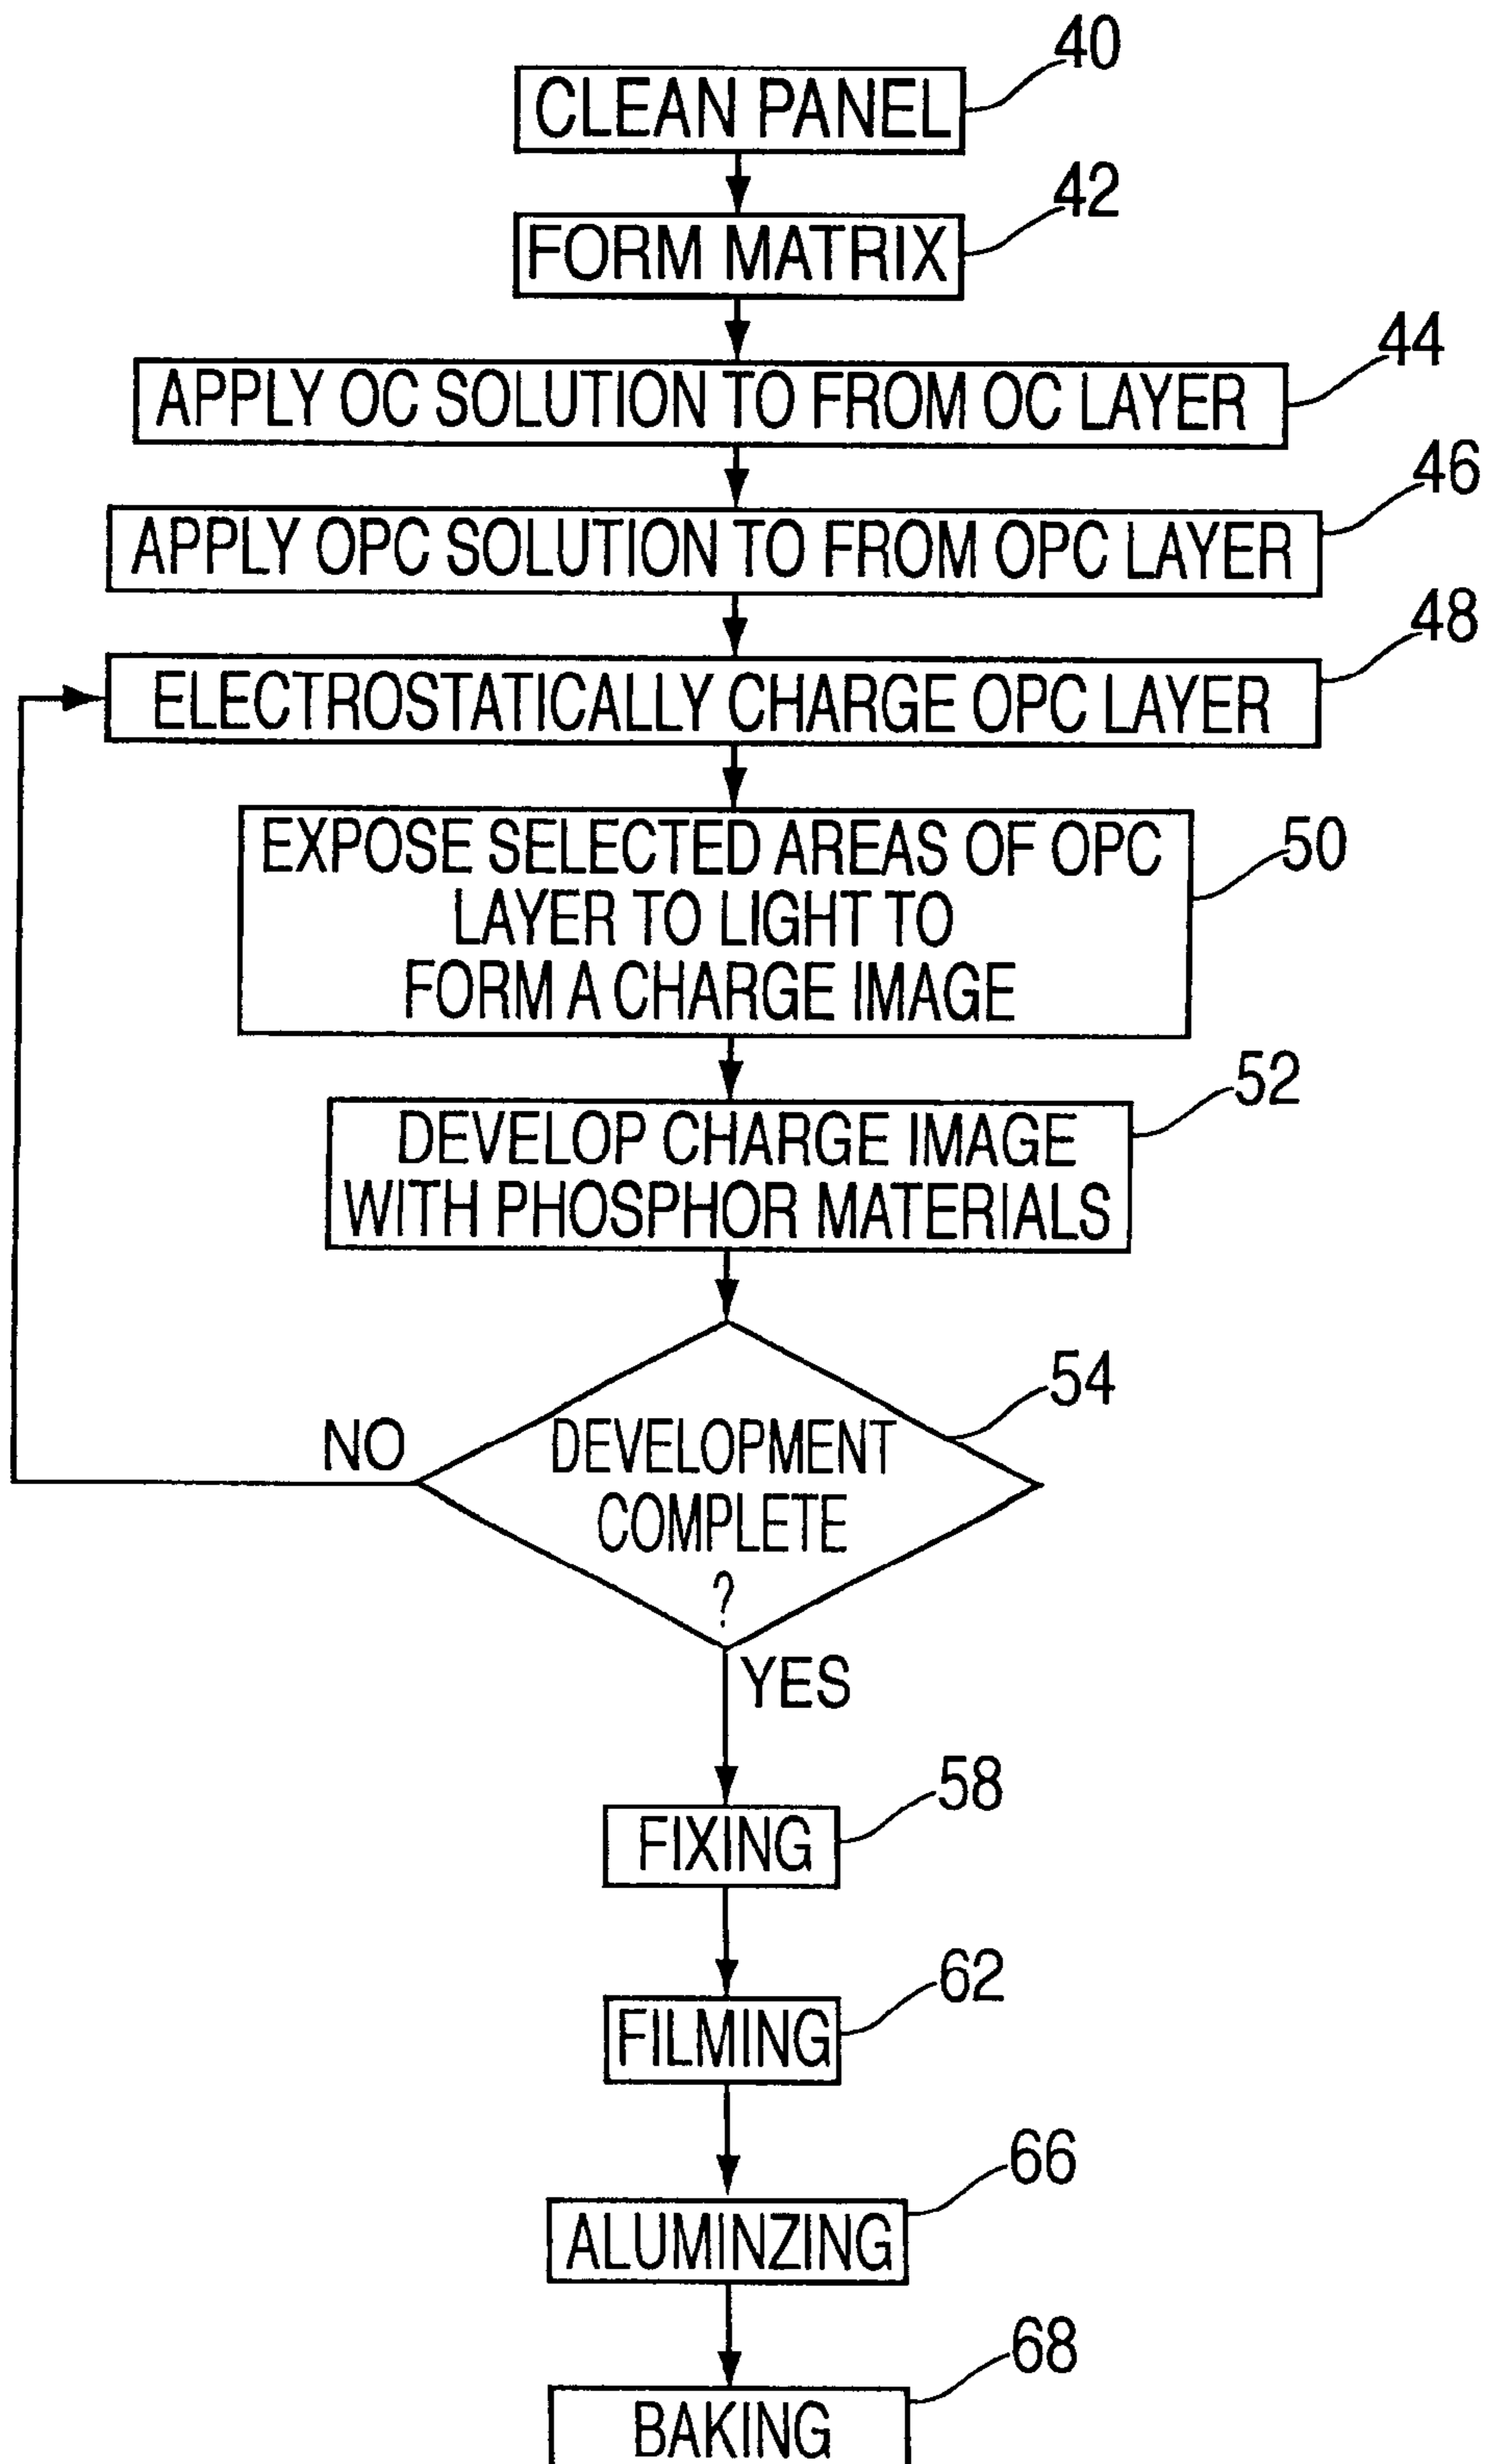 40
CLEAN PANEL
42
FORM MATRIX
44
APPLY OC SOLUTION TO FROM OC LAYER
46
APPLY OPC SOLUTION TO FROM OPC LAYER
48
ELECTROSTATICALLY CHARGE OPC LAYER
50
EXPOSE SELECTED AREAS OF OPC
LAYER TO LIGHT TO
FORM A CHARGE IMAGE
52
DEVELOP CHARGE IMAGE
WITH PHOSPHOR MATERIALS
54
NO
DEVELOPMENT
COMPLETE
?
YES
58
FIXING
62
FILMING
66
ALUMINZING
68
BAKING